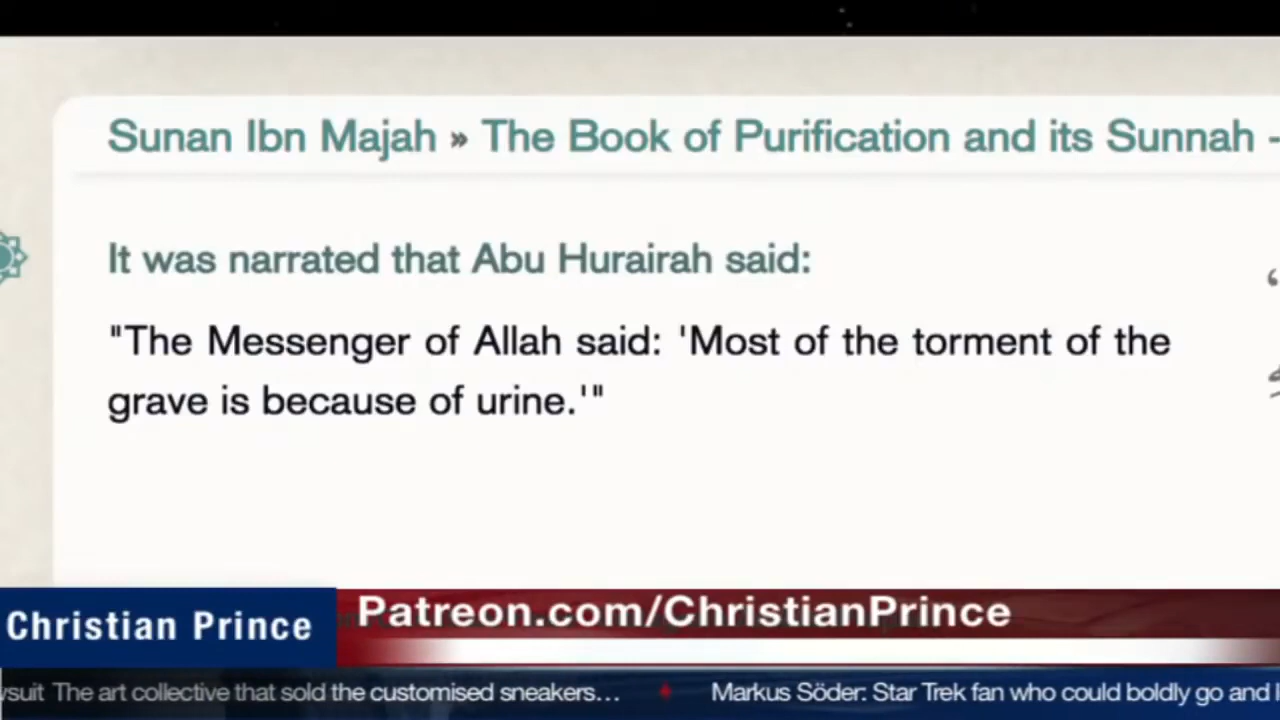 Sunan Ibn Majah » The Book of Purification and its Sunnah -
It was narrated that Abu Hurairah said:
"The Messenger of Allah said: 'Most of the torment of the
grave is because of urine.'"
Christian Prince
Patreon.com/ChristianPrince
The art collective that sold the customised sneakers… ♦ Markus Söder: Star Trek fan who could boldly go and